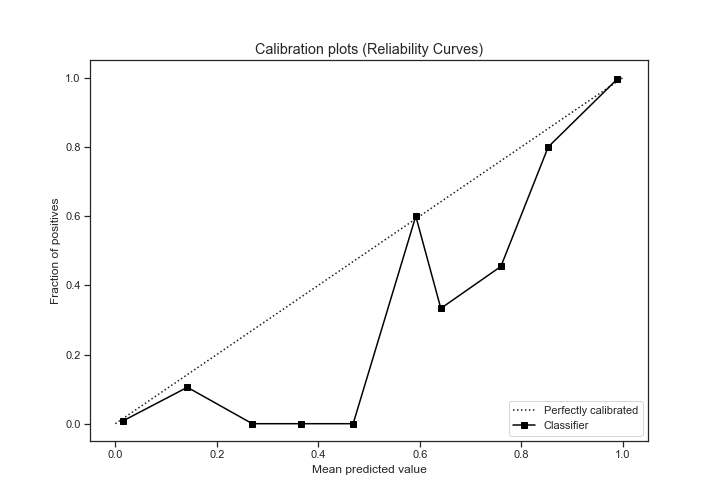 Calibration plots (Reliability Curves)
1.0
0.8
0.6
0.4
0.2
0.0
Fraction of positives
0.0 0.2 0.4 0.6 0.8 1.0
Mean predicted value
Perfectly calibrated
Classifier